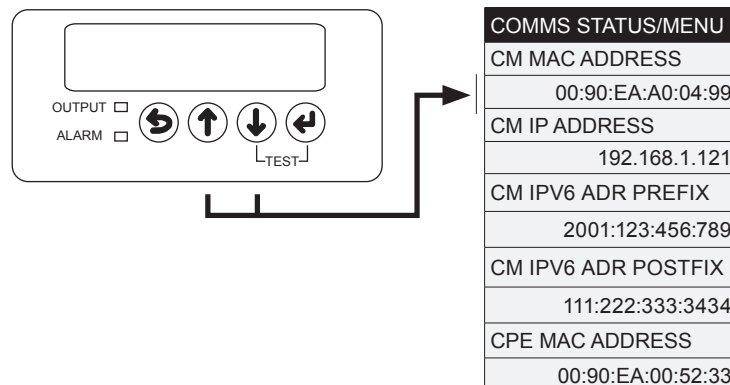 OUTPUT
ALARM
TEST
COMMS STATUS/MENU
CM MAC ADDRESS
00:90:EA:A0:04:99
CM IP ADDRESS
192.168.1.121
CM IPV6 ADR PREFIX
2001:123:456:789
CM IPV6 ADR POSTFIX
111:222:333:3434
CPE MAC ADDRESS
00:90:EA:00:52:33